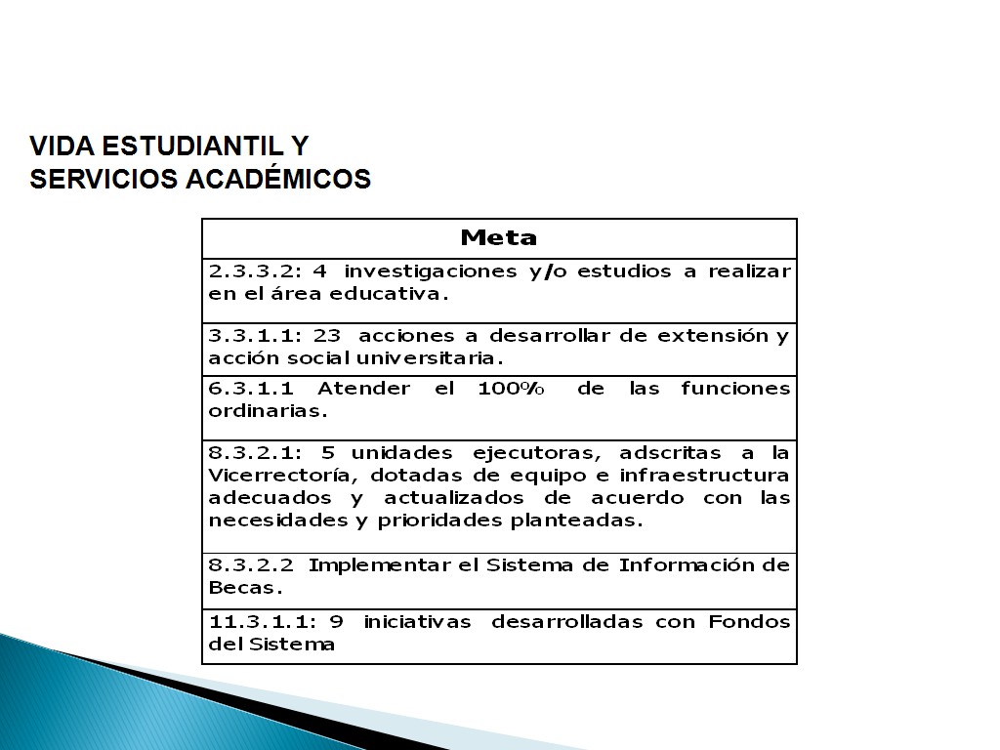 VIDA ESTUDIANTIL Y
SERVICIOS ACADÉMICOS
Meta
2.3.3.2: 4 investigaciones y/o estudios a realizar
en el área educativa.
3.3.1.1: 23 acciones a desarrollar de extensión y
acción social universitaria.
6.3.1.1 Atender el 100% de las funciones
ordinarias.
8.3.2.1: 5 unidades ejecutoras, adscritas a la
Vicerrectoría, dotadas de equipo e infraestructura
adecuados y actualizados de acuerdo con las
necesidades y prioridades planteadas.
8.3.2.2 Implementar el Sistema de Información de
Becas.
11.3.1.1: 9 iniciativas desarrolladas con Fondos
del Sistema